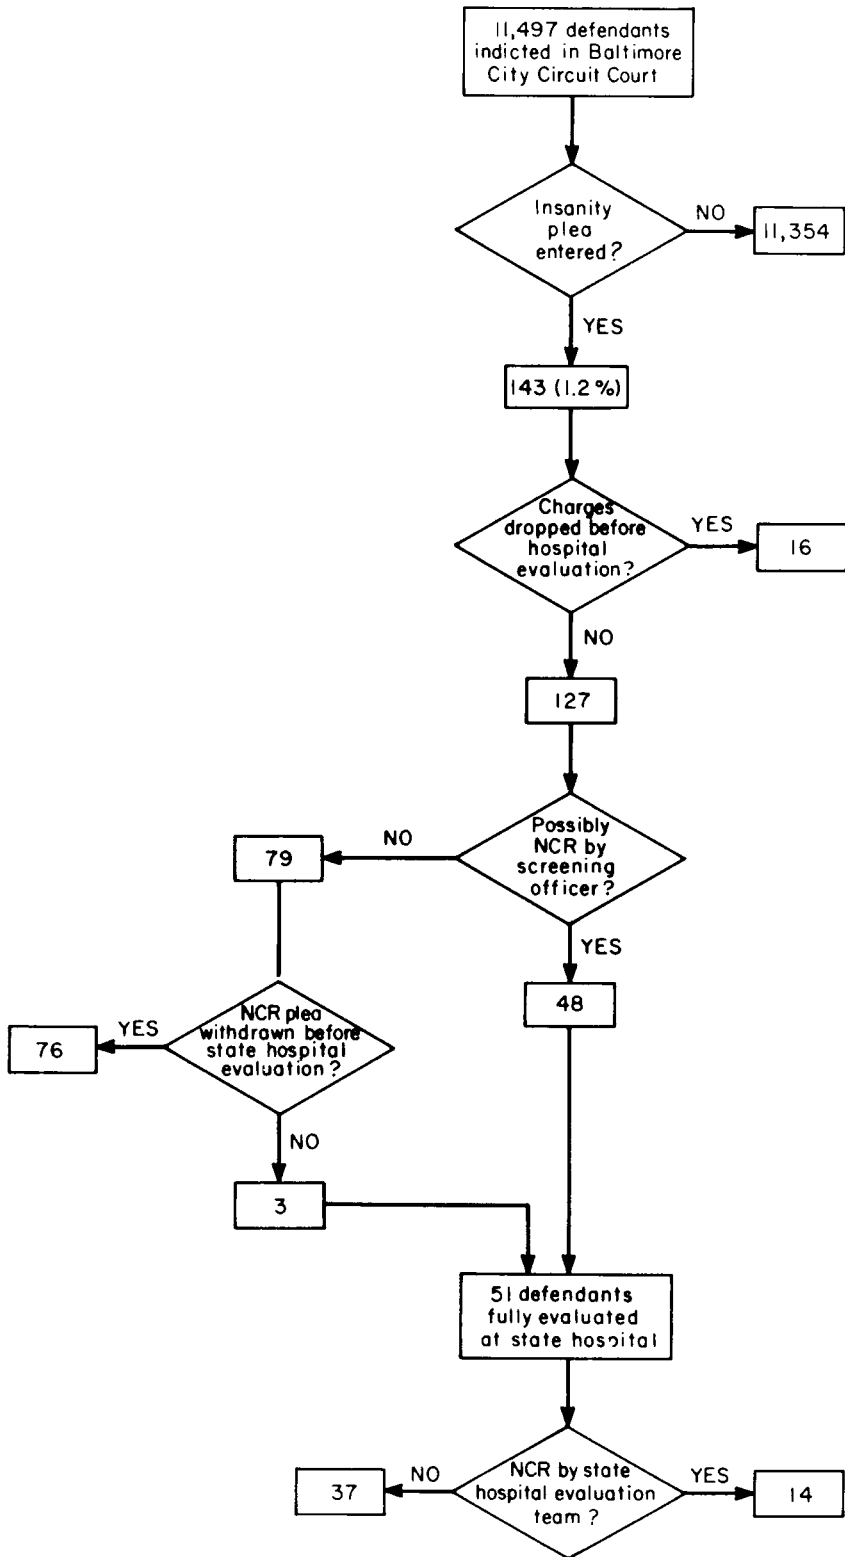 11,497 defendants
indicted in Baltimore
City Circuit Court
Insanity
plea
entered?
NO
11,354
YES
143 (1.2%)
Charges
dropped before
hospital
evaluation?
YES
16
NO
127
Possibly
NCR by
screening
officer?
NO
79
YES
48
NCR plea
withdrawn before
state hospital
evaluation?
YES
76
NO
3
51 defendants
fully evaluated
at state hospital
NCR by state
hospital evaluation
team?
NO
37
YES
14